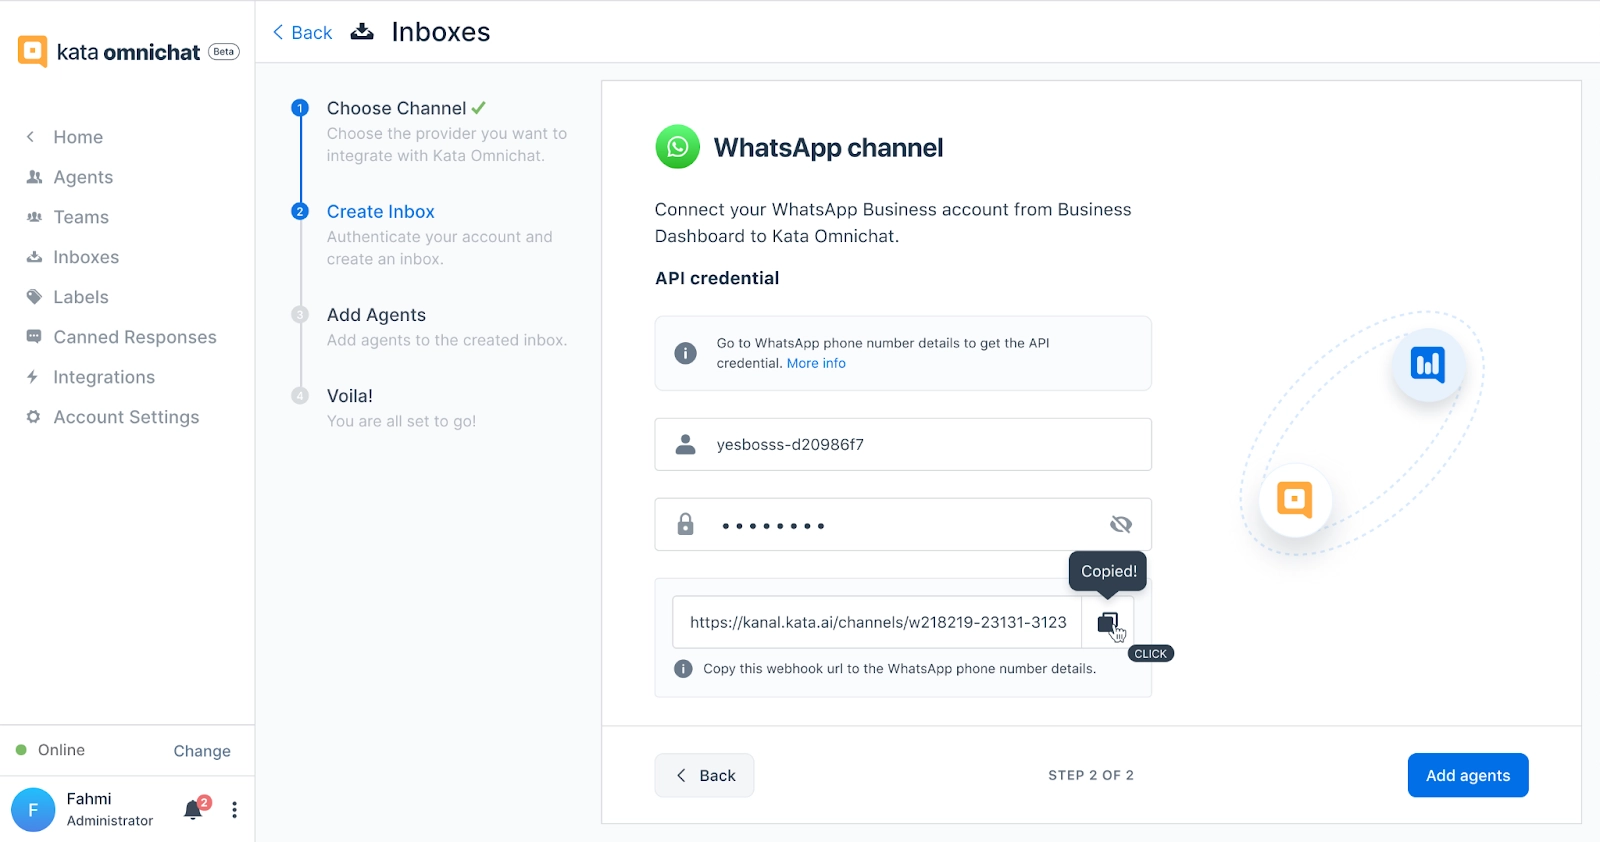 kata omnichat Beta
Home
Agents
Teams
Inboxes
Labels
Canned Responses
Integrations
Account Settings
Online
Change
F
Fahmi
Administrator
2
Back
Inboxes
1
Choose Channel
Choose the provider you want to
integrate with Kata Omnichat.
2
Create Inbox
Authenticate your account and
create an inbox.
3
Add Agents
Add agents to the created inbox.
4
Voila!
You are all set to go!
WhatsApp channel
Connect your WhatsApp Business account from Business
Dashboard to Kata Omnichat.
API credential
Go to WhatsApp phone number details to get the API
credential. More info
yesbosss-d20986f7
Copied!
https://kanal.kata.ai/channels/w218219-23131-3123
CLICK
Copy this webhook url to the WhatsApp phone number details.
Back
STEP 2 OF 2
Add agents